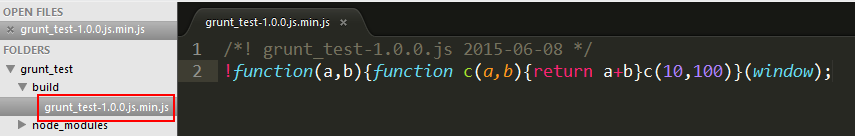 OPEN FILES
grunt_test-1.0.0.js.min.js
FOLDERS
grunt_test
build
grunt_test-1.0.0.js.min.js
node_modules
grunt_test-1.0.0.js.min.js ×
1 /*! grunt_test-1.0.0.js 2015-06-08 */
2 !function(a,b){function c(a,b){return a+b}c(10,100)}(window);